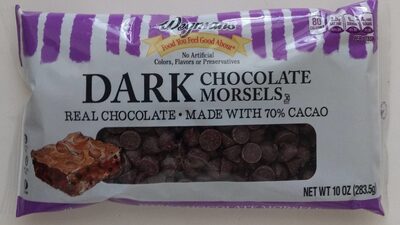 Wegmans
Food You Feel Good About
No Artificial
Colors, Flavors or Preservatives
80
DARK CHOCOLATE
MORSELS
REAL CHOCOLATE • MADE WITH 70% CACAO
NET WT 10 OZ (283.5g)